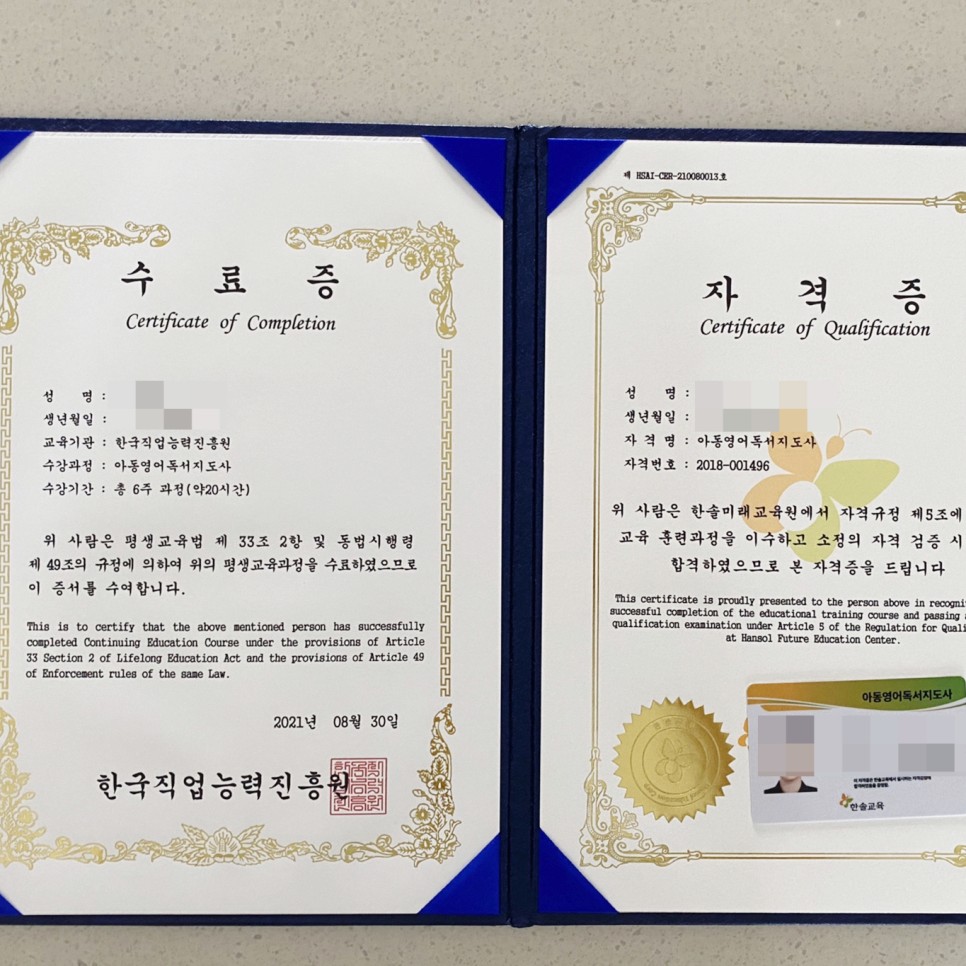 수 료 증
Certificate of Completion
성 명 :
생년월일 :
교육기관 : 한국직업능력진흥원
수강과정 : 아동영어독서지도사
수강기간 : 총 6주 과정(약20시간)
위 사람은 평생교육법 제 33조 2항 및 동법시행령
제 49조의 규정에 의하여 위의 평생교육과정을 수료하였으므로
이 증서를 수여합니다.
This is to certify that the above mentioned person has successfully
completed Continuing Education Course under the provisions of Article
33 Section 2 of Lifelong Education Act and the provisions of Article 49
of Enforcement rules of the same Law.
2021년 08월 30일
한국직업능력진흥원
제 HSAI-CER-210080013호
자 격 증
Certificate of Qualification
성 명 :
생년월일 :
자 격 명 : 아동영어독서지도사
자격번호 : 2018-001496
위 사람은 한솔미래교육원에서 자격규정 제5조에
교육 훈련과정을 이수하고 소정의 자격 검증 시
합격하였으므로 본 자격증을 드립니다
This certificate is proudly presented to the person above in recogni
successful completion of the educational training course and passing
qualification examination under Article 5 of the Regulation for Quali
at Hansol Future Education Center.
아동영어독서지도사
한솔교육